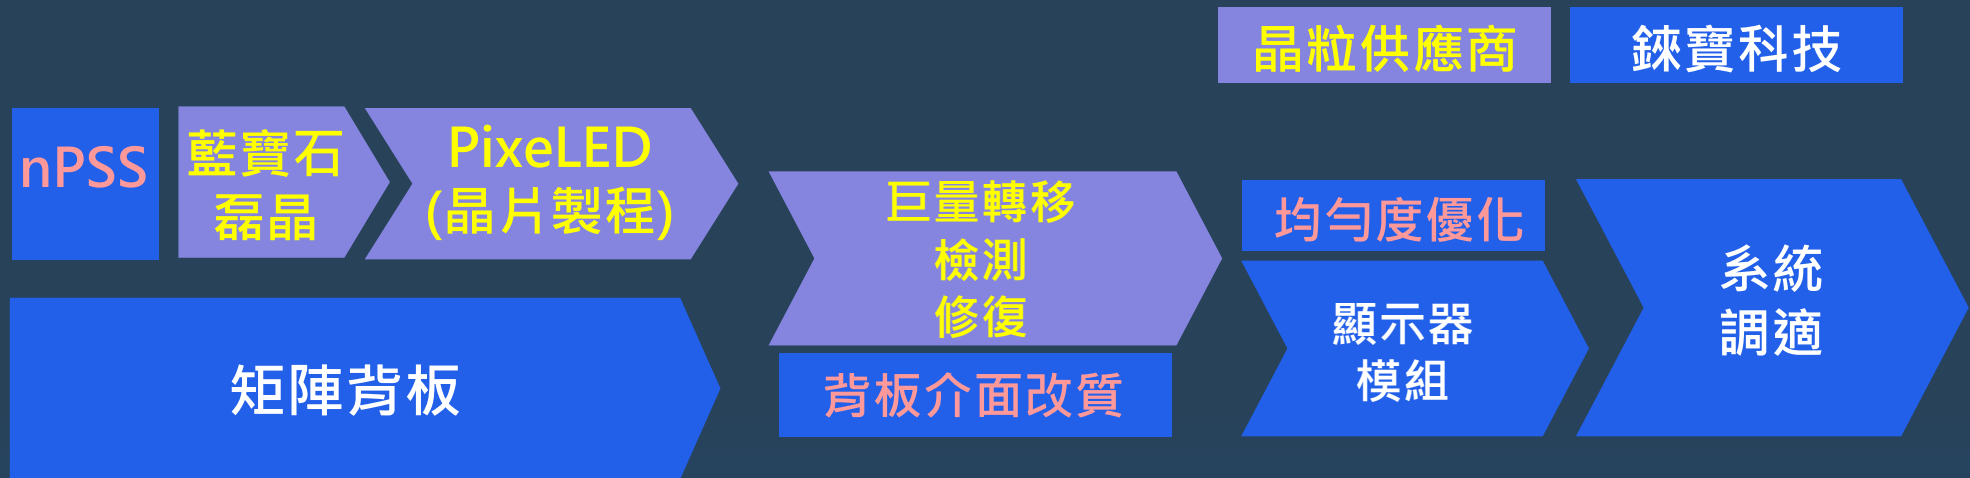 晶粒供應商
錸寶科技
nPSS
藍寶石
磊晶
PixeLED
(晶片製程)
巨量轉移
檢測
修復
均勻度優化
系統
調適
顯示器
模組
矩陣背板
背板介面改質